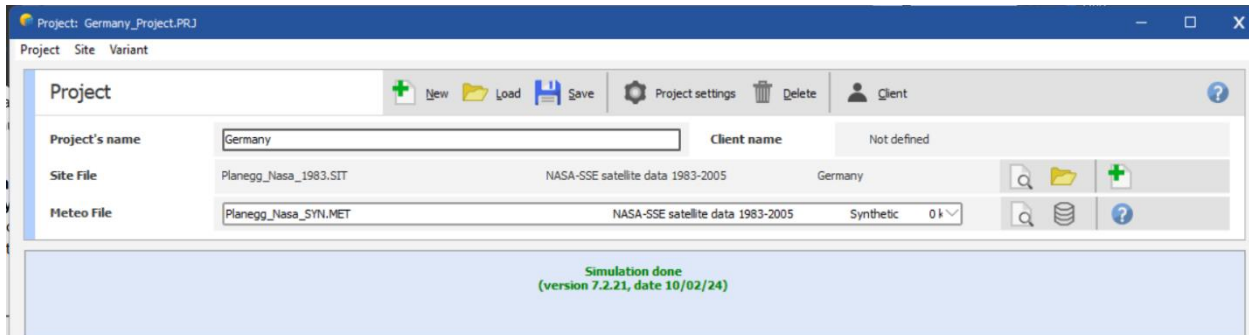 Project: Germany_Project.PRJ
Project Site Variant
Project New Load Save Project settings Delete Client
Project's name Germany Client name Not defined
Site File Planegg_Nasa_1983.SIT NASA-SSE satellite data 1983-2005 Germany
Meteo File Planegg_Nasa_SYN.MET NASA-SSE satellite data 1983-2005 Synthetic 0 k
Simulation done
(version 7.2.21, date 10/02/24)